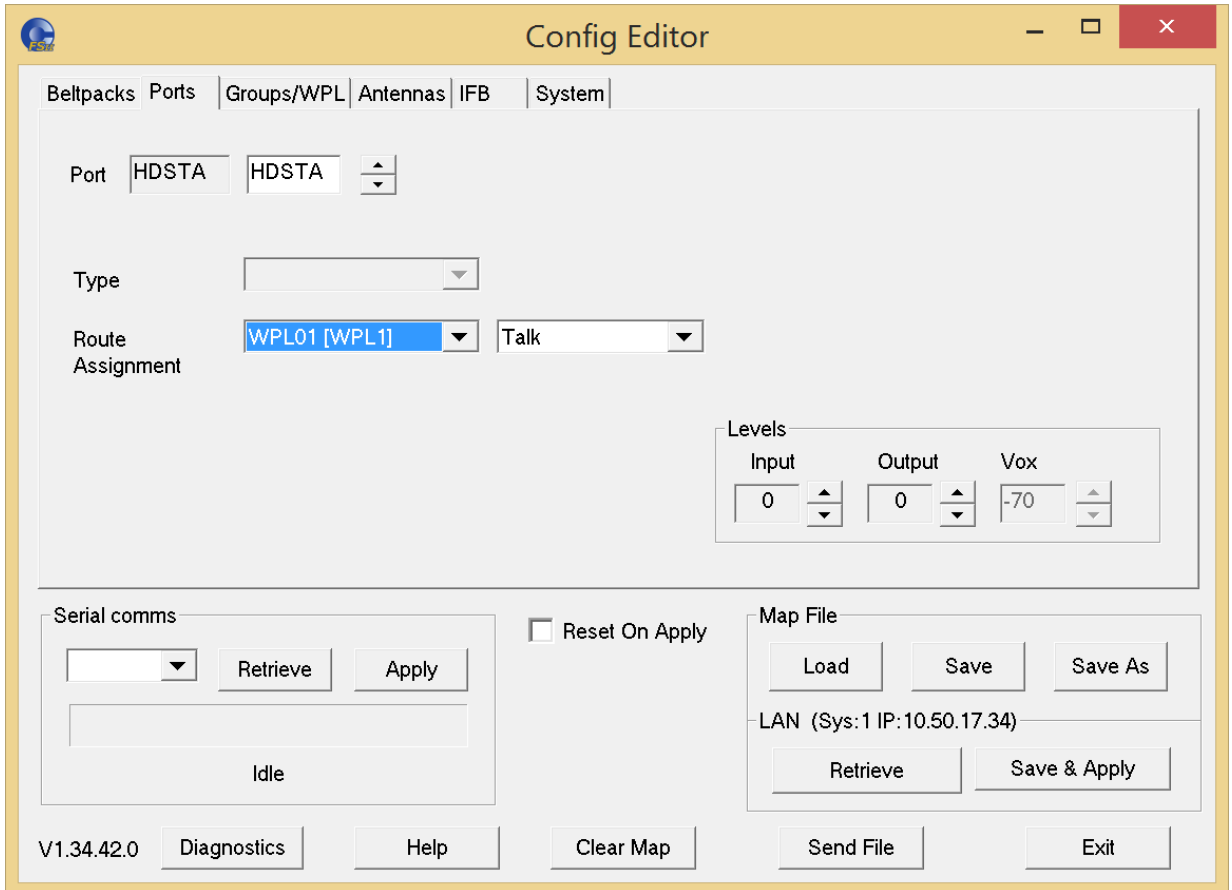 FSII
Config Editor
Beltpacks Ports Groups/WPL Antennas IFB System
Port HDSTA HDSTA
Type
Route Assignment WPL01 [WPL1] Talk
Levels
Input Output Vox
0 0 -70
Serial comms
Retrieve Apply
Idle
Reset On Apply
Map File
Load Save Save As
LAN (Sys:1 IP:10.50.17.34)
Retrieve Save & Apply
V1.34.42.0 Diagnostics Help Clear Map Send File Exit